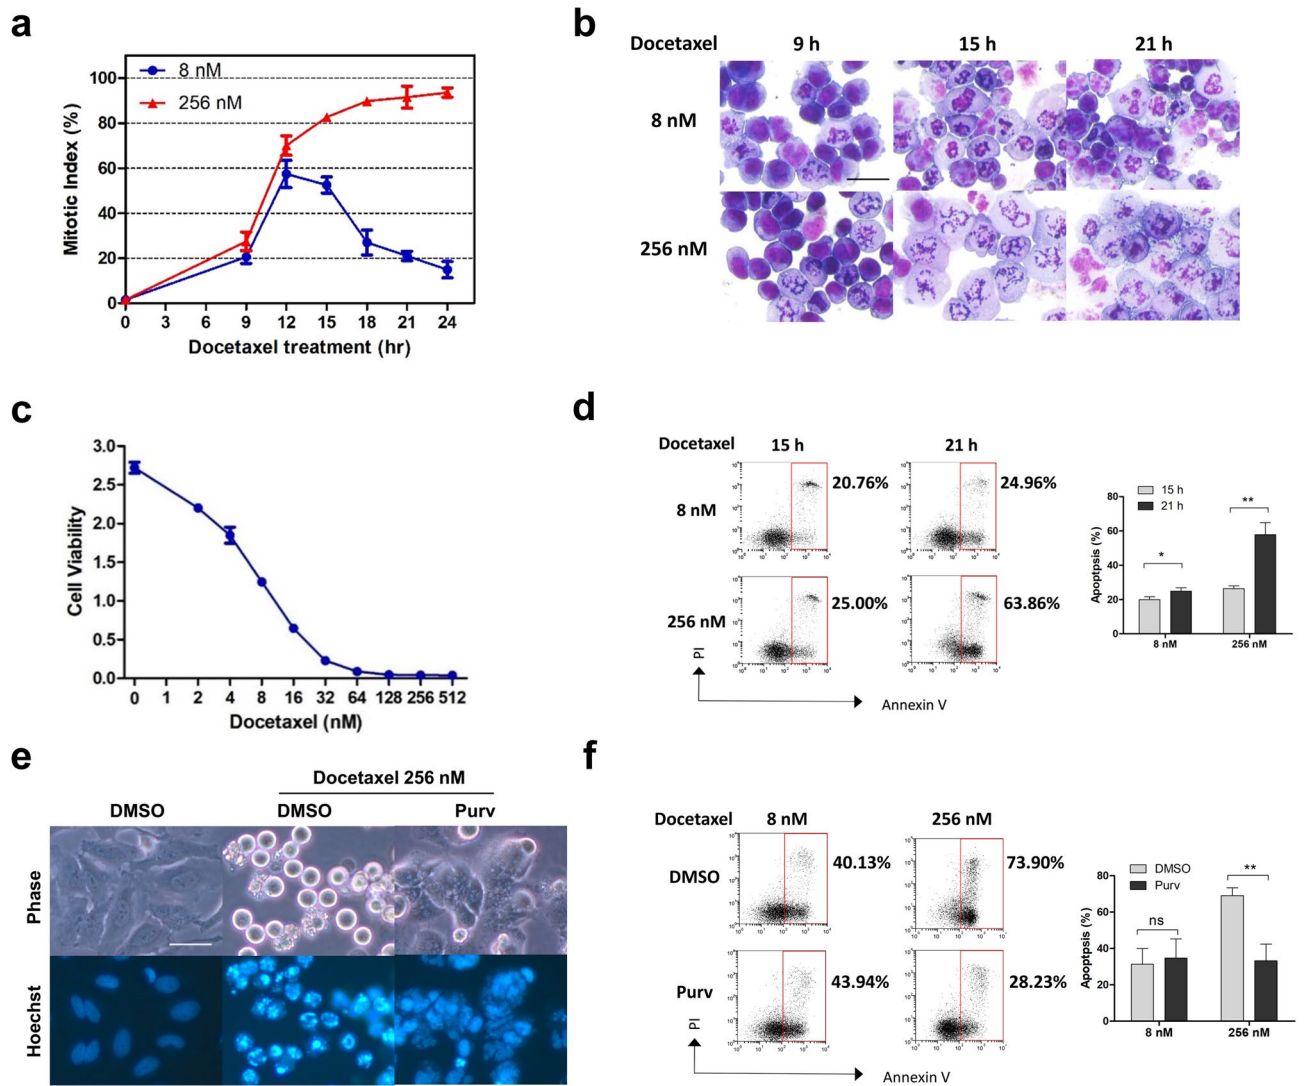 a
8 nM
256 nM
Mitotic Index (%)
100
80
60
40
20
0
0 3 6 9 12 15 18 21 24
Docetaxel treatment (hr)
b
Docetaxel 9 h 15 h 21 h
8 nM
256 nM
c
Cell Viability
3.0
2.5
2.0
1.5
1.0
0.5
0.0
0 1 2 4 8 16 32 64 128 256 512
Docetaxel (nM)
d
Docetaxel 15 h 21 h
8 nM 20.76% 24.96%
256 nM 25.00% 63.86%
PI
Annexin V
15 h
21 h
Apoptpsis (%)
80
60
40
20
0
* **
8 nM 256 nM
e
Docetaxel 256 nM
DMSO DMSO Purv
Phase
Hoechst
f
Docetaxel 8 nM 256 nM
DMSO 40.13% 73.90%
Purv 43.94% 28.23%
PI
Annexin V
DMSO
Purv
Apoptpsis (%)
80
60
40
20
0
ns **
8 nM 256 nM